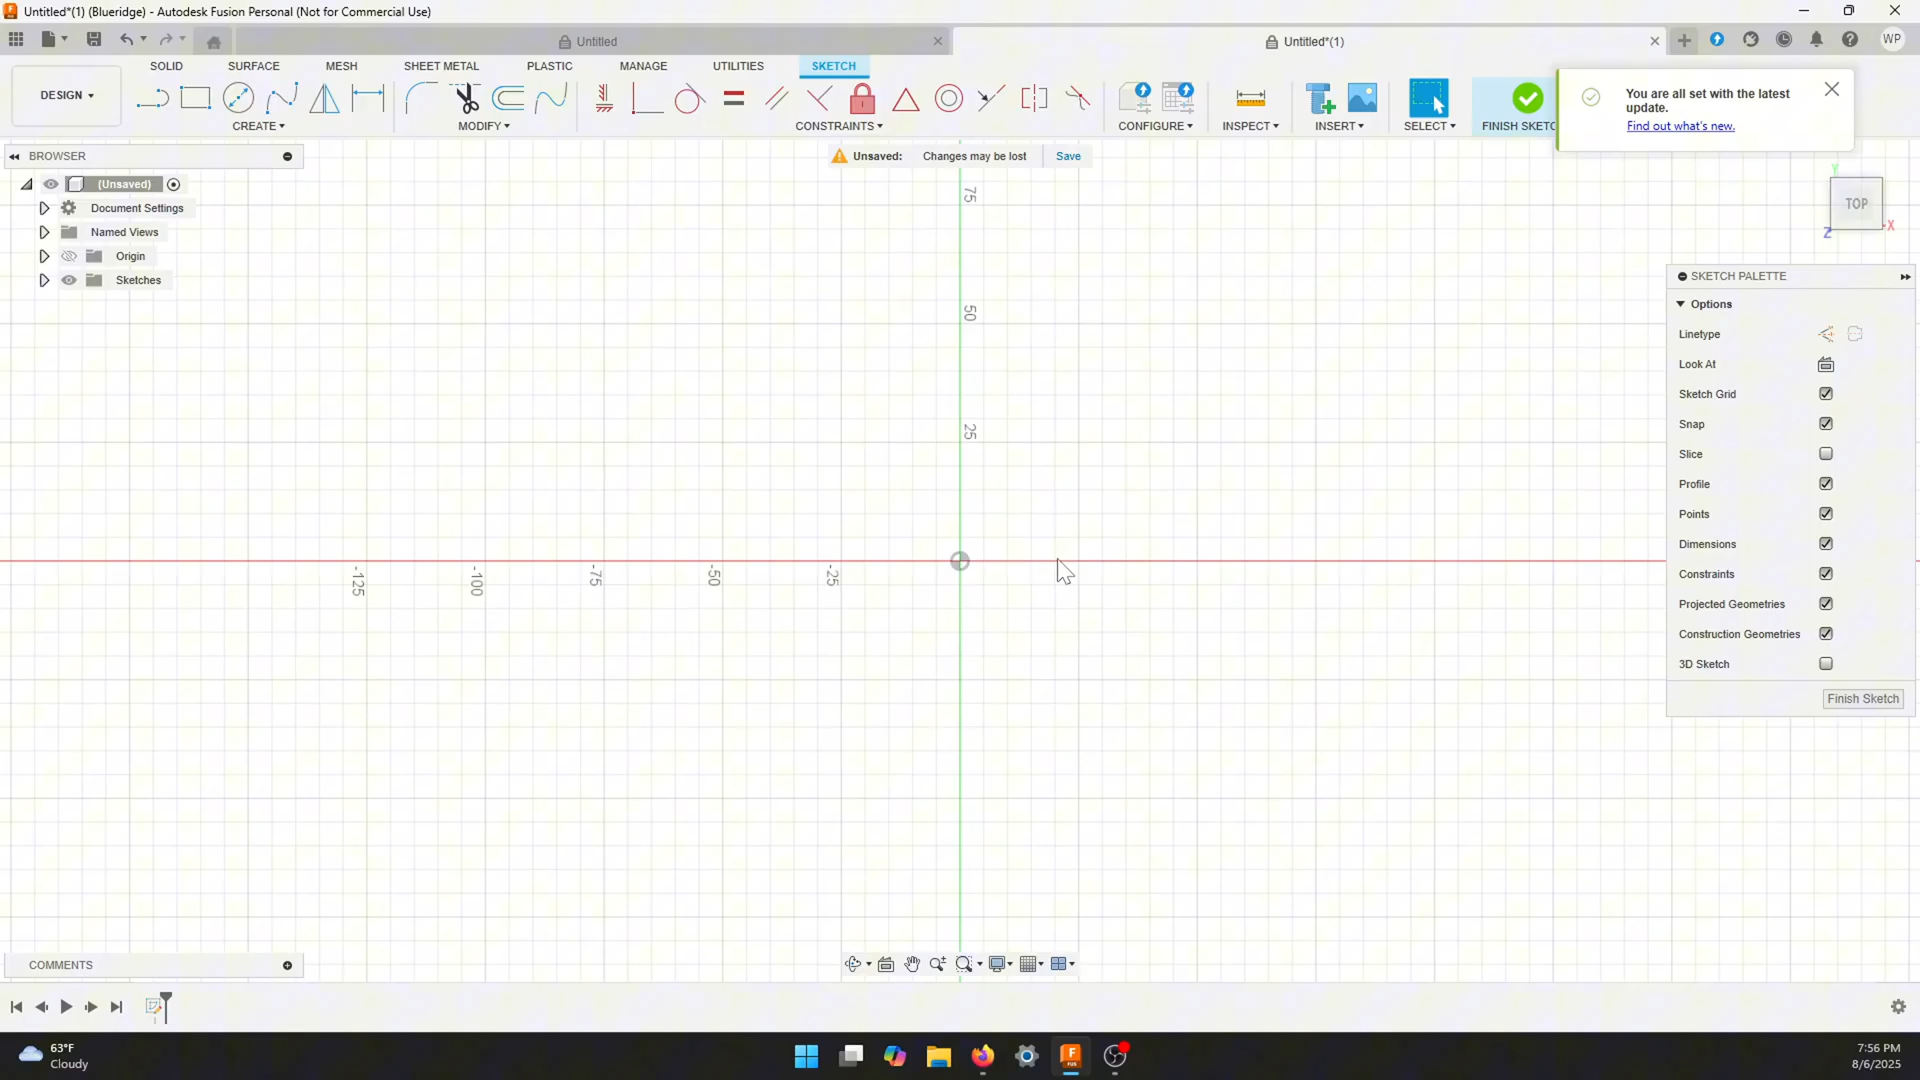 Untitled*(1) (Blueridge) - Autodesk Fusion Personal (Not for Commercial Use)
Untitled
Untitled*(1)
WP
DESIGN
SOLID
SURFACE
MESH
SHEET METAL
PLASTIC
MANAGE
UTILITIES
SKETCH
CREATE
MODIFY
CONSTRAINTS
CONFIGURE
INSPECT
INSERT
SELECT
FINISH SKETC
You are all set with the latest
update.
Find out what's new.
BROWSER
Unsaved: Changes may be lost Save
(Unsaved)
Document Settings
Named Views
Origin
Sketches
75
50
25
-125
-100
-75
-50
-25
Y
TOP
X
Z
SKETCH PALETTE
Options
Linetype
Look At
Sketch Grid
Snap
Slice
Profile
Points
Dimensions
Constraints
Projected Geometries
Construction Geometries
3D Sketch
Finish Sketch
COMMENTS
63°F
Cloudy
F
FUS
7:56 PM
8/6/2025